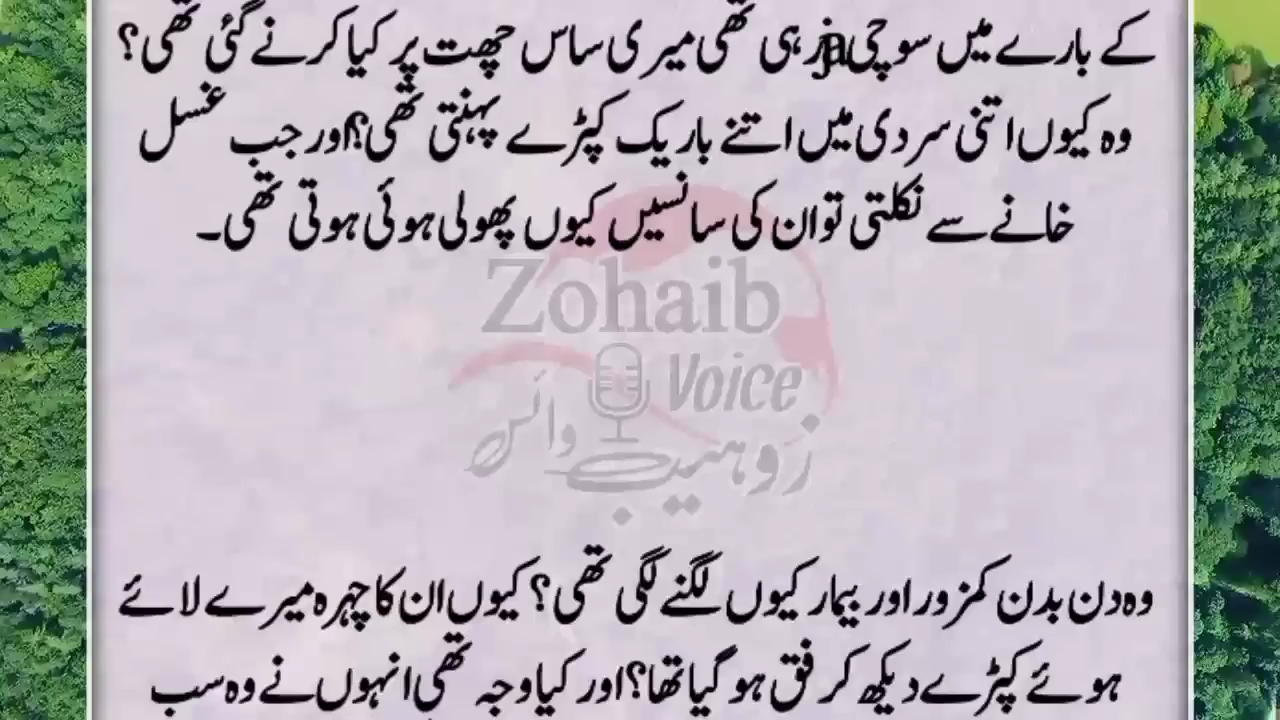 کے بارے میں سوچی jaر ہی تھی میری ساس چھت پر کیا کرنے گئی تھی؟
وہ کیوں اتنی سردی میں اتنے باریک کپڑے پہنتی تھی؟ اور جب غسل
خانے سے نکلتی تو ان کی سانسیں کیوں پھولی ہوئی ہوتی تھی۔
Zohaib
Voice
زوہیب وائس
وہ دن بدن کمزور اور بیمار کیوں لگنے لگی تھی؟ کیوں ان کا چہرہ میرے لائے
ہوئے کپڑے دیکھ کر فق ہو گیا تھا؟ اور کیا وجہ تھی انہوں نے وہ سب